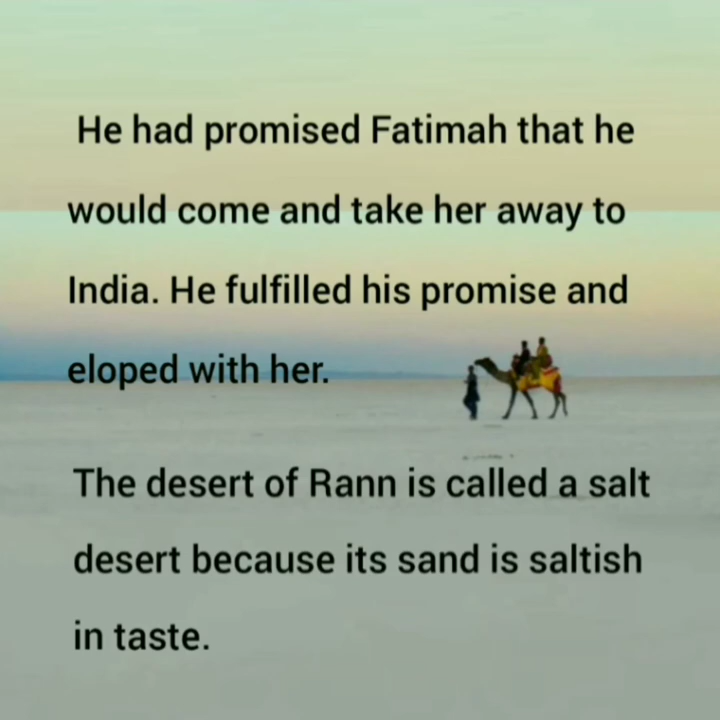 He had promised Fatimah that he
would come and take her away to
India. He fulfilled his promise and
eloped with her.
The desert of Rann is called a salt
desert because its sand is saltish
in taste.